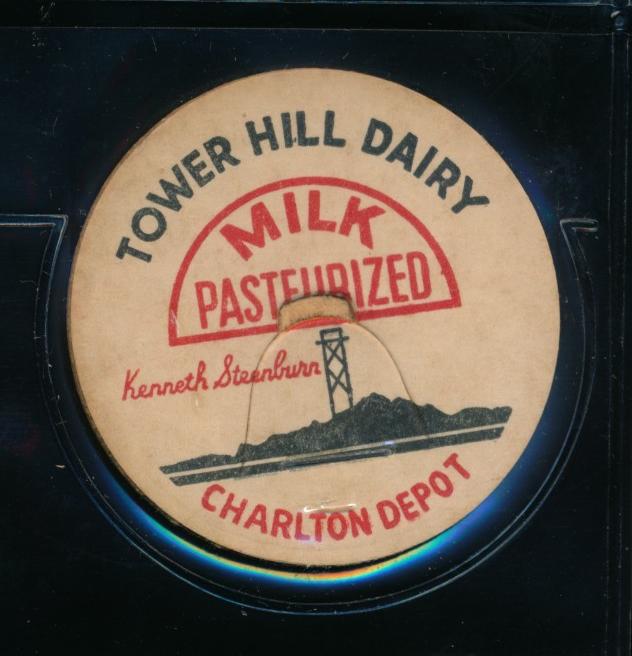 TOWER HILL DAIRY
MILK
PASTEURIZED
Kenneth Steenburn
CHARLTON DEPOT